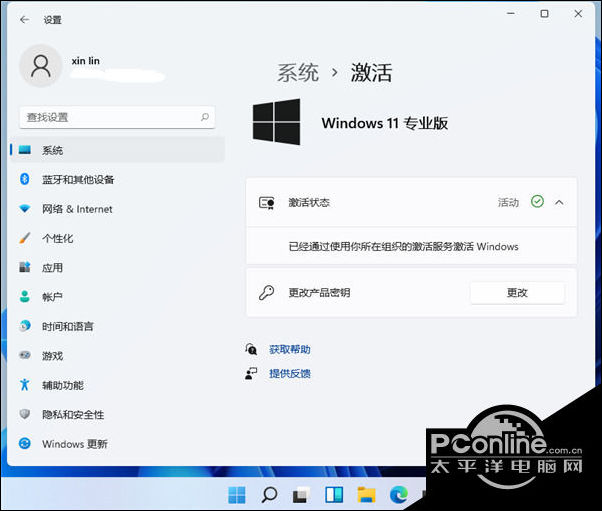 设置
xin lin
系统 › 激活
查找设置
Windows 11 专业版
系统
蓝牙和其他设备
网络 & Internet
个性化
应用
帐户
时间和语言
游戏
辅助功能
隐私和安全性
Windows 更新
激活状态
活动
已经通过使用你所在组织的激活服务激活 Windows
更改产品密钥
更改
获取帮助
提供反馈
PConline.com.cn
太平洋电脑网